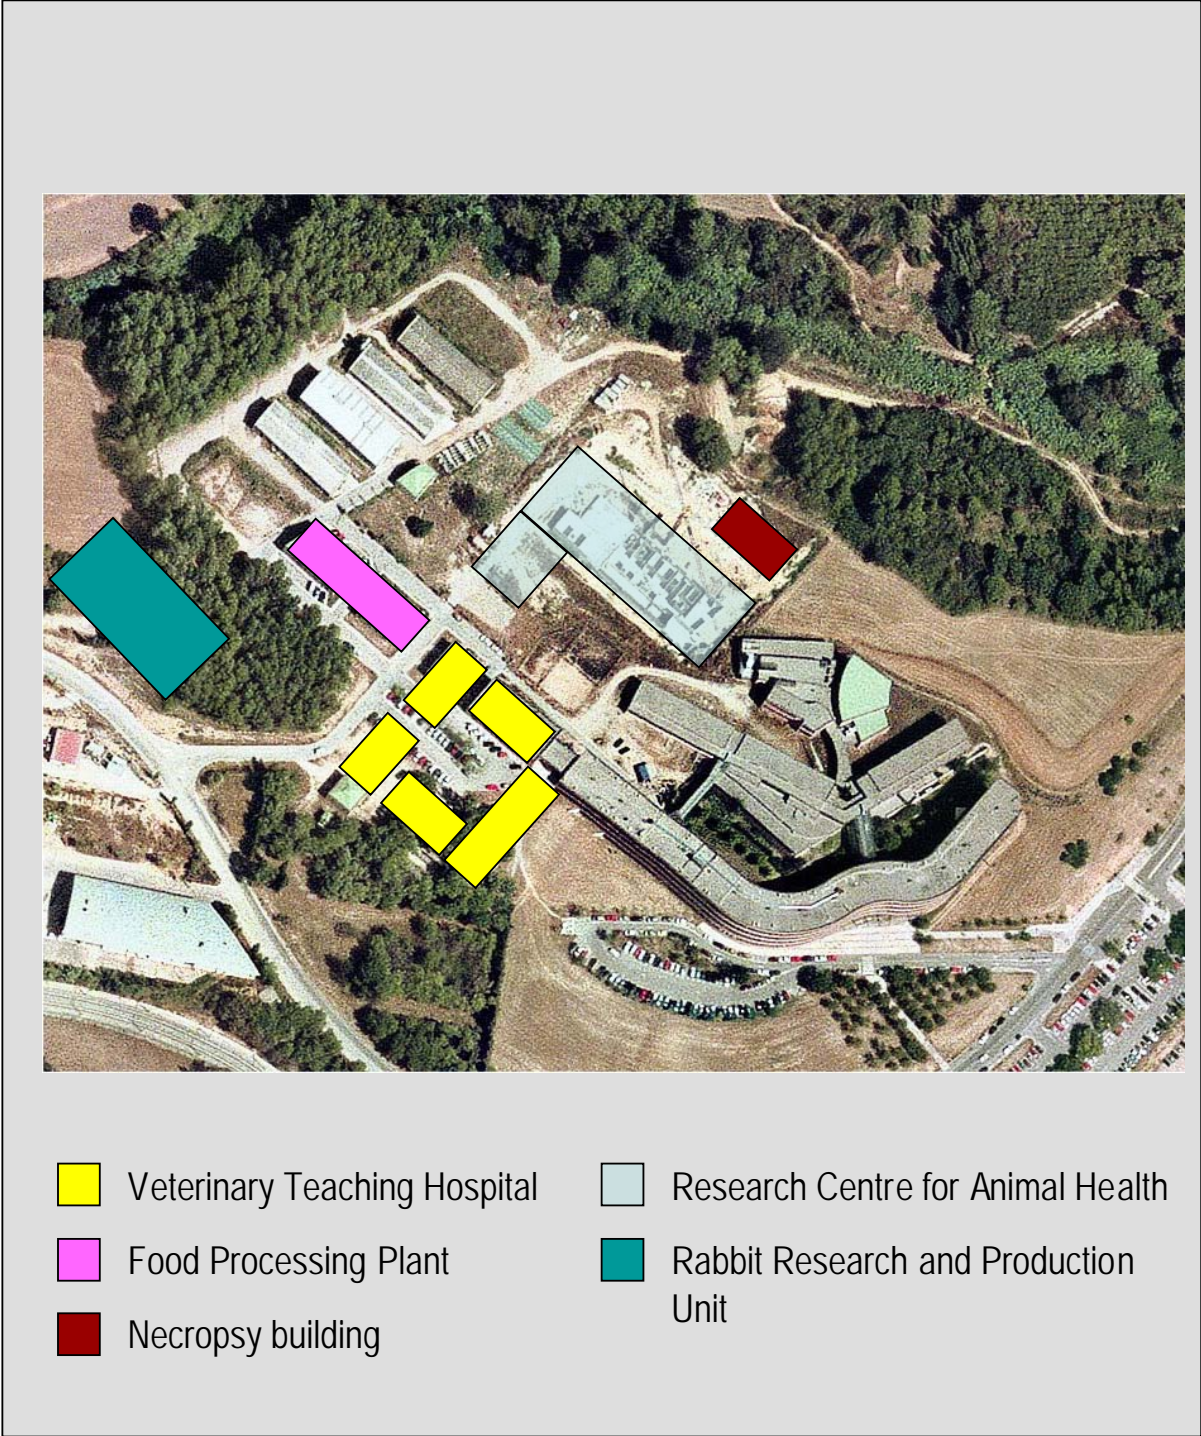 Veterinary Teaching Hospital
Food Processing Plant
Necropsy building
Research Centre for Animal Health
Rabbit Research and Production
Unit